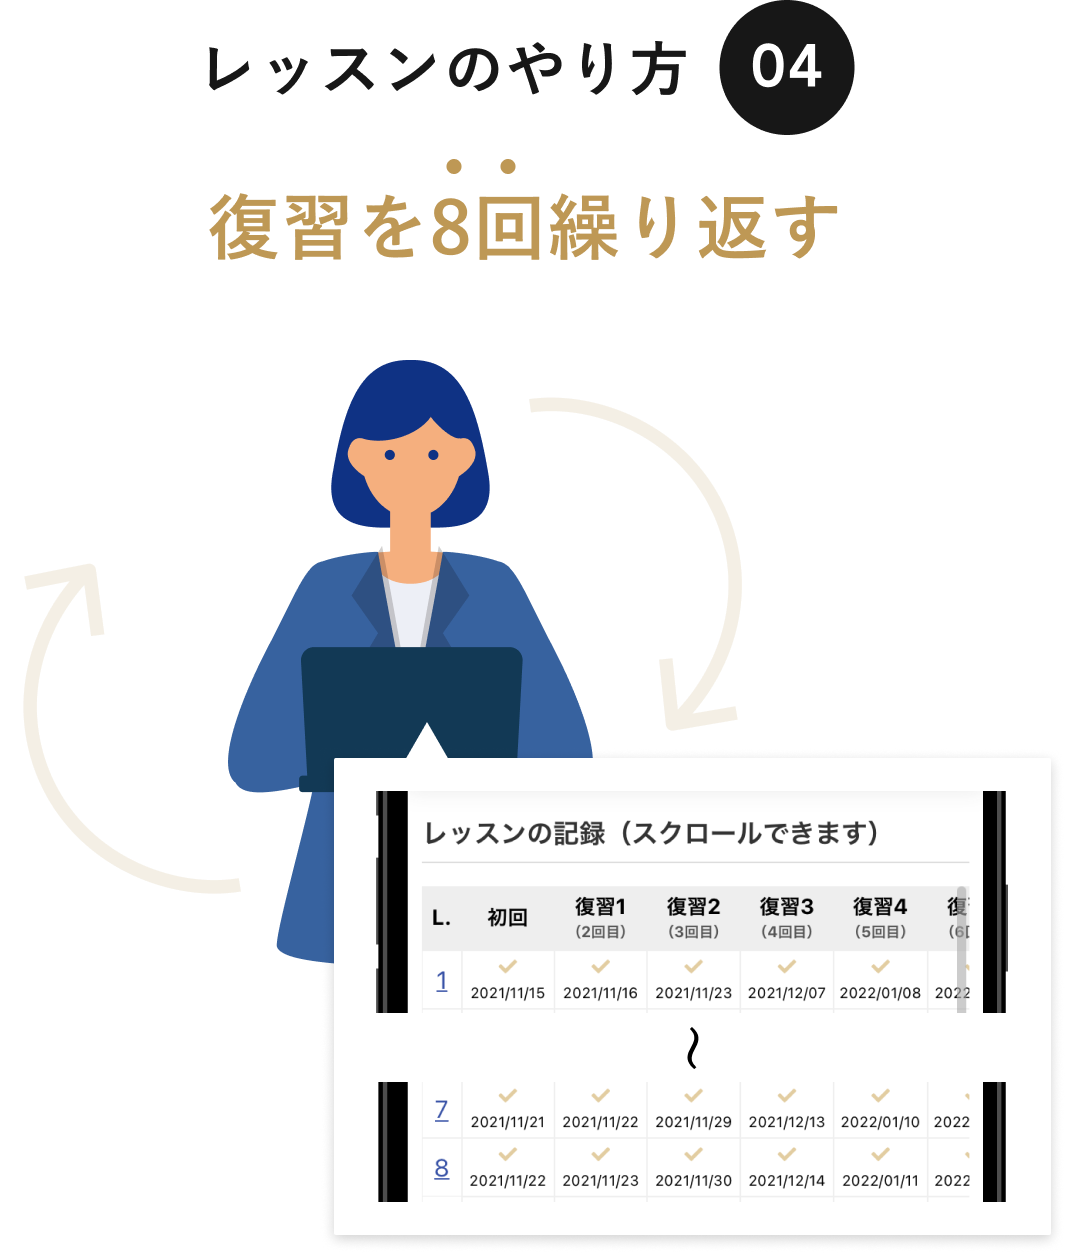 レッスンのやり方 04
復習を8回繰り返す
レッスンの記録（スクロールできます）
L. 初回 復習1 復習2 復習3 復習4 復
（2回目） （3回目） （4回目） （5回目） （6
1
2021/11/15 2021/11/16 2021/11/23 2021/12/07 2022/01/08 2022
〜
7
2021/11/21 2021/11/22 2021/11/29 2021/12/13 2022/01/10 2022
8
2021/11/22 2021/11/23 2021/11/30 2021/12/14 2022/01/11 2022